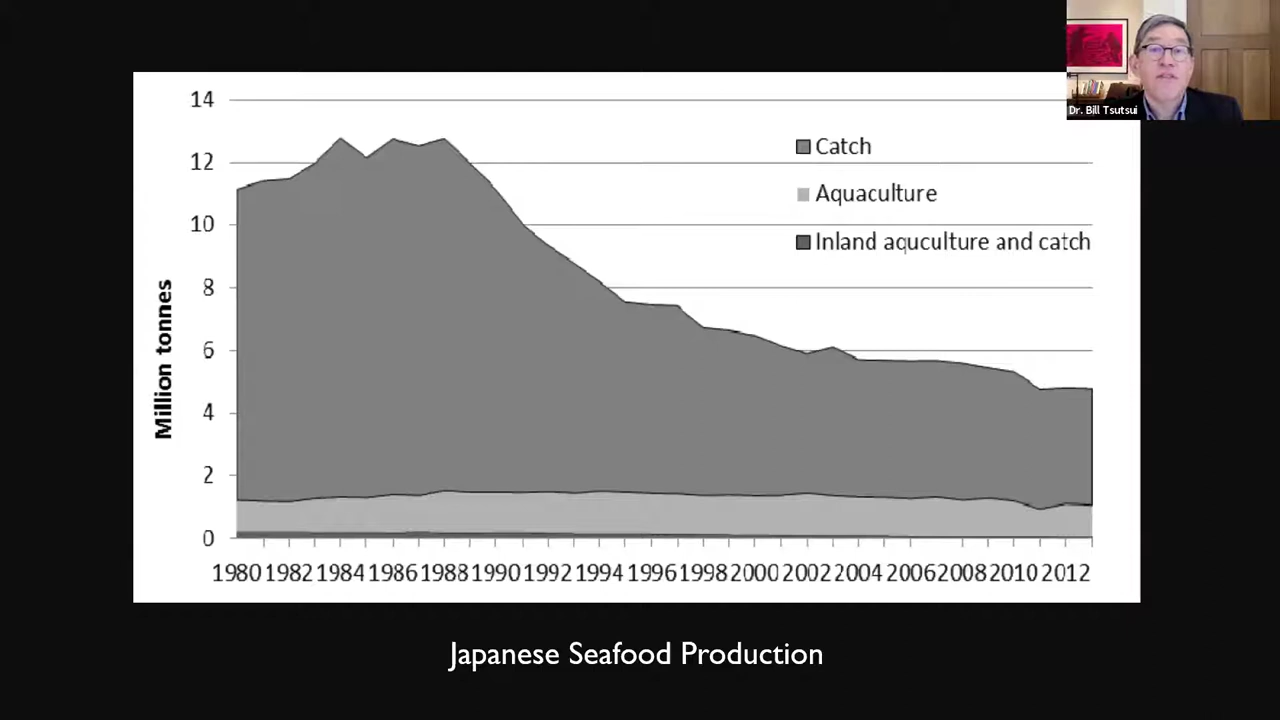 Dr. Bill Tsutsui
14
12
10
8
6
4
2
0
Million tonnes
Catch
Aquaculture
Inland aquculture and catch
1980 1982 1984 1986 1988 1990 1992 1994 1996 1998 2000 2002 2004 2006 2008 2010 2012
Japanese Seafood Production